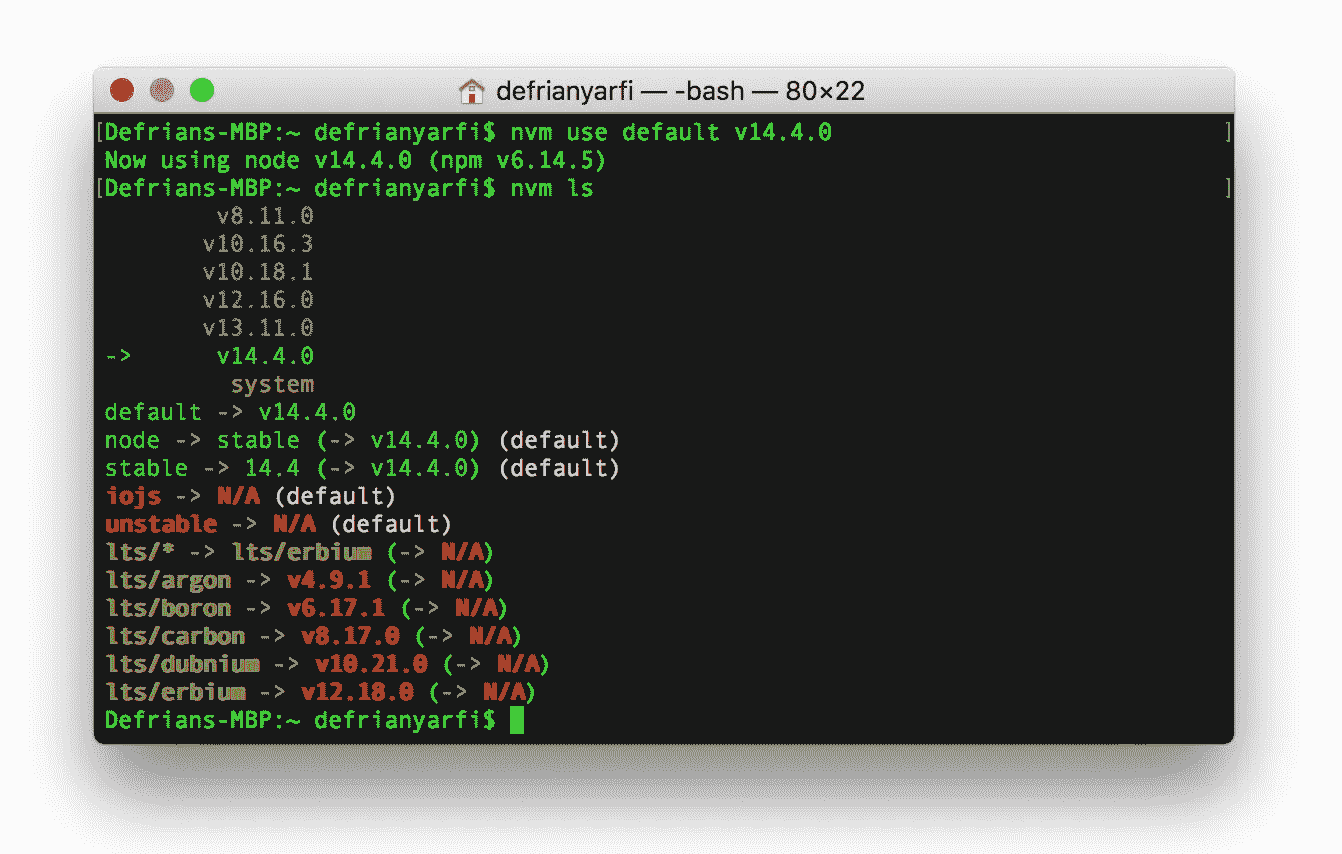 defrianyarfi — -bash — 80×22
[Defrians-MBP:~ defrianyarfi$ nvm use default v14.4.0 ]
Now using node v14.4.0 (npm v6.14.5)
[Defrians-MBP:~ defrianyarfi$ nvm ls ]
v8.11.0
v10.16.3
v10.18.1
v12.16.0
v13.11.0
-> v14.4.0
system
default -> v14.4.0
node -> stable (-> v14.4.0) (default)
stable -> 14.4 (-> v14.4.0) (default)
iojs -> N/A (default)
unstable -> N/A (default)
lts/* -> lts/erbium (-> N/A)
lts/argon -> v4.9.1 (-> N/A)
lts/boron -> v6.17.1 (-> N/A)
lts/carbon -> v8.17.0 (-> N/A)
lts/dubnium -> v10.21.0 (-> N/A)
lts/erbium -> v12.18.0 (-> N/A)
Defrians-MBP:~ defrianyarfi$